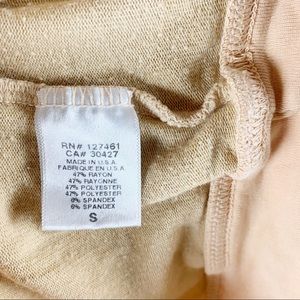 RN# 127461
CA# 30427
MADE IN U.S.A
FABRIQUE EN U.S.A
47% RAYON
47% RAYONNE
47% POLYESTER
47% POLYESTER
6% SPANDEX
6% SPANDEX
S